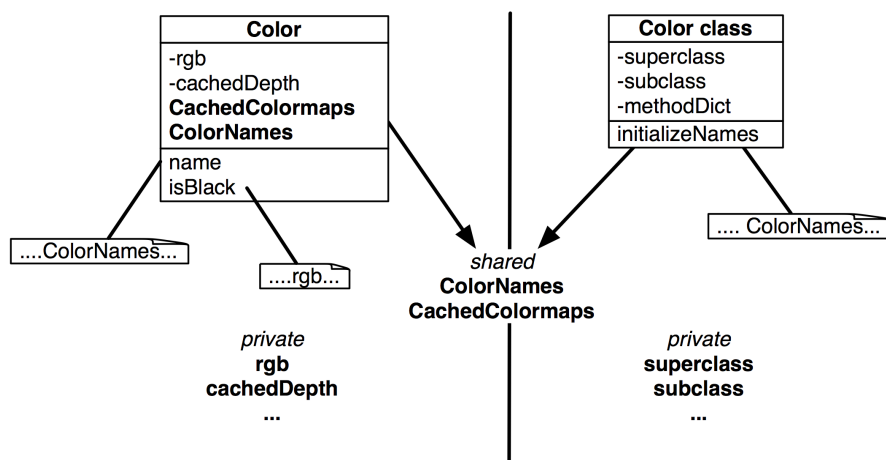 Color
-rgb
-cachedDepth
CachedColormaps
ColorNames
name
isBlack
....ColorNames...
....rgb...
Color class
-superclass
-subclass
-methodDict
initializeNames
.... ColorNames...
shared
ColorNames
CachedColormaps
private
rgb
cachedDepth
...
private
superclass
subclass
...